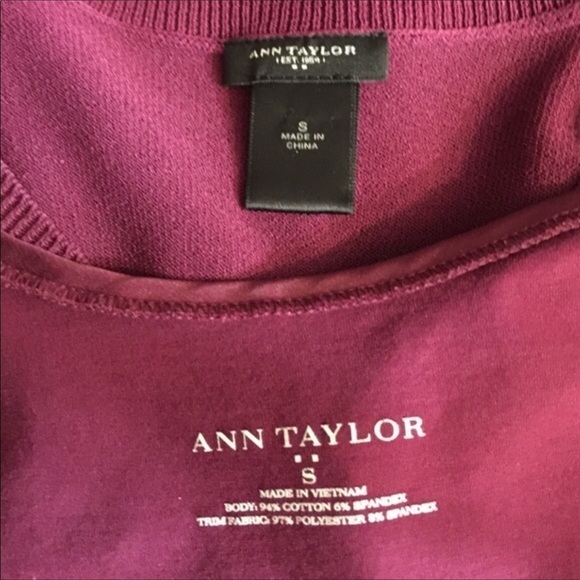 ANN TAYLOR
EST. 1954
S
MADE IN
CHINA
ANN TAYLOR
S
MADE IN VIETNAM
BODY: 94% COTTON 6% SPANDEX
TRIM FABRIC: 97% POLYESTER 3% SPANDEX